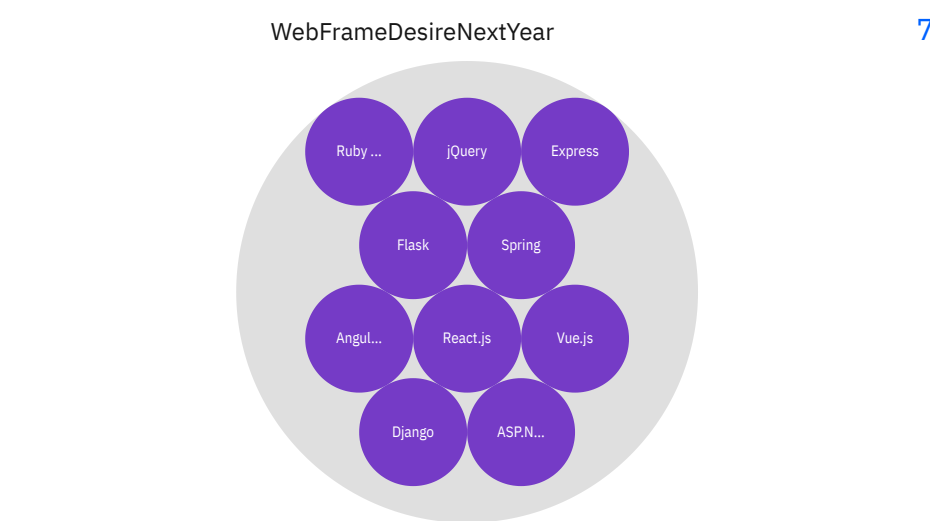 WebFrameDesireNextYear
7
Ruby ...
jQuery
Express
Flask
Spring
Angul...
React.js
Vue.js
Django
ASP.N...